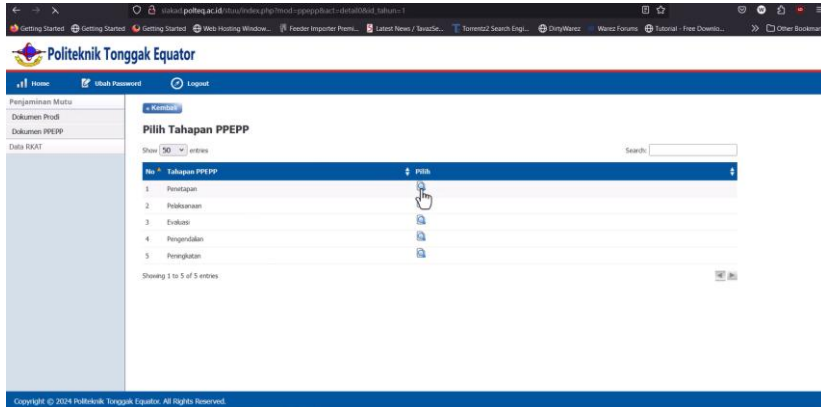 siakad.polteq.ac.id/stuu/index.php?mod=ppepp&act=detail0&id_tahun=1
Getting Started Getting Started Getting Started Web Hosting Window... Feeder Importer Premi... Latest News / TavazSe... Torrentz2 Search Engi... DirtyWarez Warez Forums Tutorial - Free Downlo... Other Bookmar
Politeknik Tonggak Equator
Home Ubah Password Logout
Penjaminan Mutu
Dokumen Prodi
Dokumen PPEPP
Data RKAT
« Kembali
Pilih Tahapan PPEPP
Show 50 entries Search:
No Tahapan PPEPP Pilih
1 Penetapan
2 Pelaksanaan
3 Evaluasi
4 Pengendalian
5 Peningkatan
Showing 1 to 5 of 5 entries
Copyright © 2024 Politeknik Tonggak Equator. All Rights Reserved.